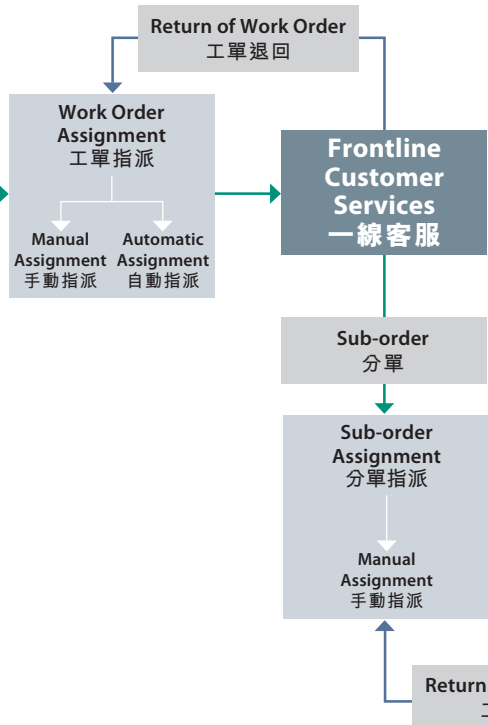 Return of Work Order
工單退回
Work Order
Assignment
工單指派
Manual
Assignment
手動指派
Automatic
Assignment
自動指派
Frontline
Customer
Services
一線客服
Sub-order
分單
Sub-order
Assignment
分單指派
Manual
Assignment
手動指派
Return